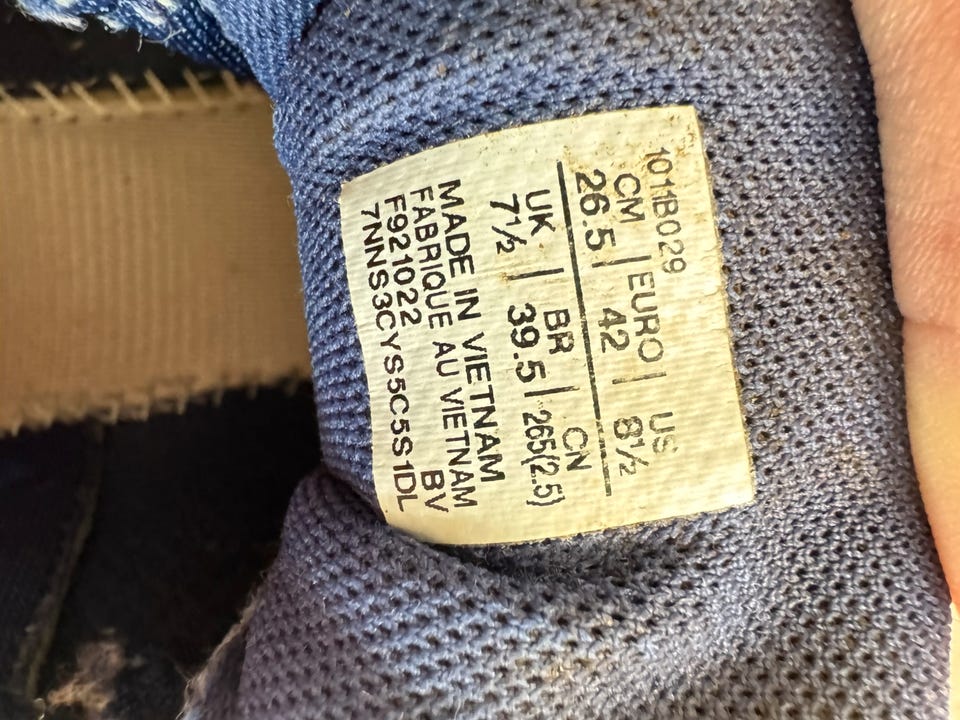 1011B029
CM | EURO | US
26.5 | 42 | 8½
UK | BR | CN
7½ | 39.5 | 265(2.5)
MADE IN VIETNAM
FABRIQUE AU VIETNAM
F921022 BV
7NNS3CYS5C5S1DL